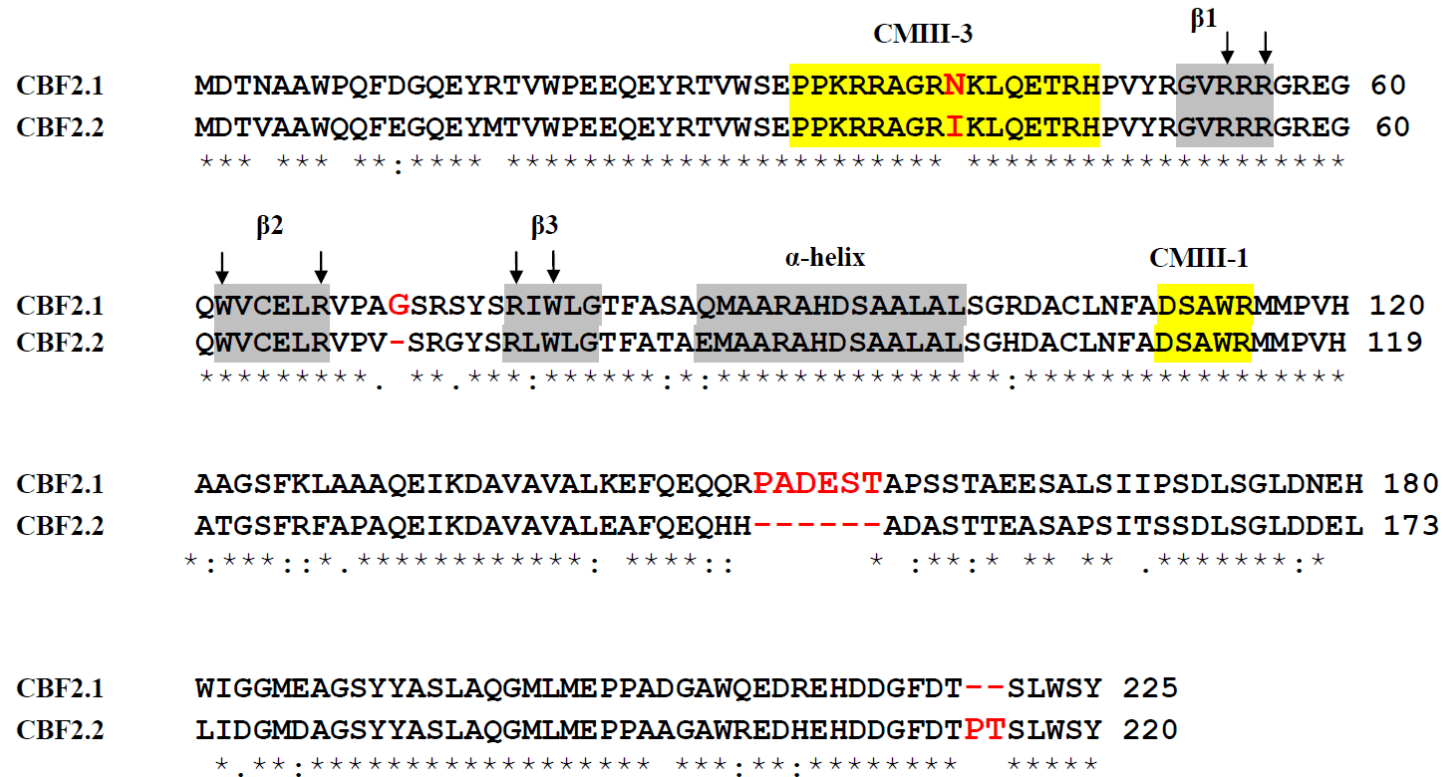 CMIII-3 β1
CBF2.1 MDTNAAWPQFDGQEYRTVWPEEQEYRTVWSEPPKRRAGRNKLQETRHPVYRGVRRRGREG 60
CBF2.2 MDTVAAWQQFEGQEYMTVWPEEQEYRTVWSEPPKRRAGRIKLQETRHPVYRGVRRRGREG 60
*** *** **:**** *********************** ********************
β2 β3 α-helix CMIII-1
CBF2.1 QWVCELRVPAGSRSYSRIWLGTFASAQMAARAHDSAALALSGRDACLNFADSAWRMMPVH 120
CBF2.2 QWVCELRVPV-SRGYSRLWLGTFATAEMAARAHDSAALALSGHDACLNFADSAWRMMPVH 119
*********. **.***:******:*:***************:*****************
CBF2.1 AAGSFKLAAAQEIKDAVAVALKEFQEQQRPADESTAPSSTAEESALSIIPSDLSGLDNEH 180
CBF2.2 ATGSFRFAPAQEIKDAVAVALEAFQEQHH------ADASTTEASAPSITSSDLSGLDDEL 173
*:***::*.************: ****:: * :**:* ** ** .*******:*
CBF2.1 WIGGMEAGSYYASLAQGMLMEPPADGAWQEDREHDDGFDT--SLWSY 225
CBF2.2 LIDGMDAGSYYASLAQGMLMEPPAAGAWREDHEHDDGFDTPTSLWSY 220
*.**:****************** ***:**:******** *****